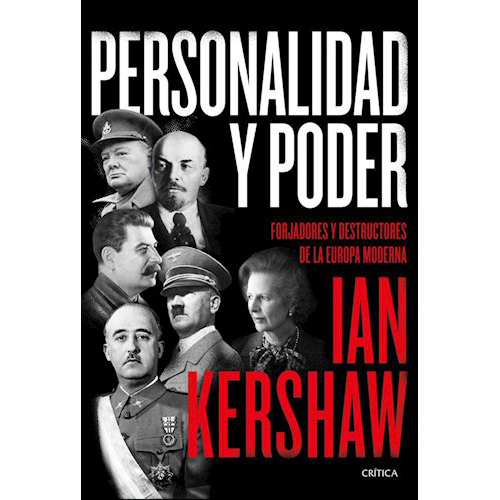 PERSONALIDAD
Y PODER
FORJADORES Y DESTRUCTORES
DE LA EUROPA MODERNA
IAN
KERSHAW
CRÍTICA